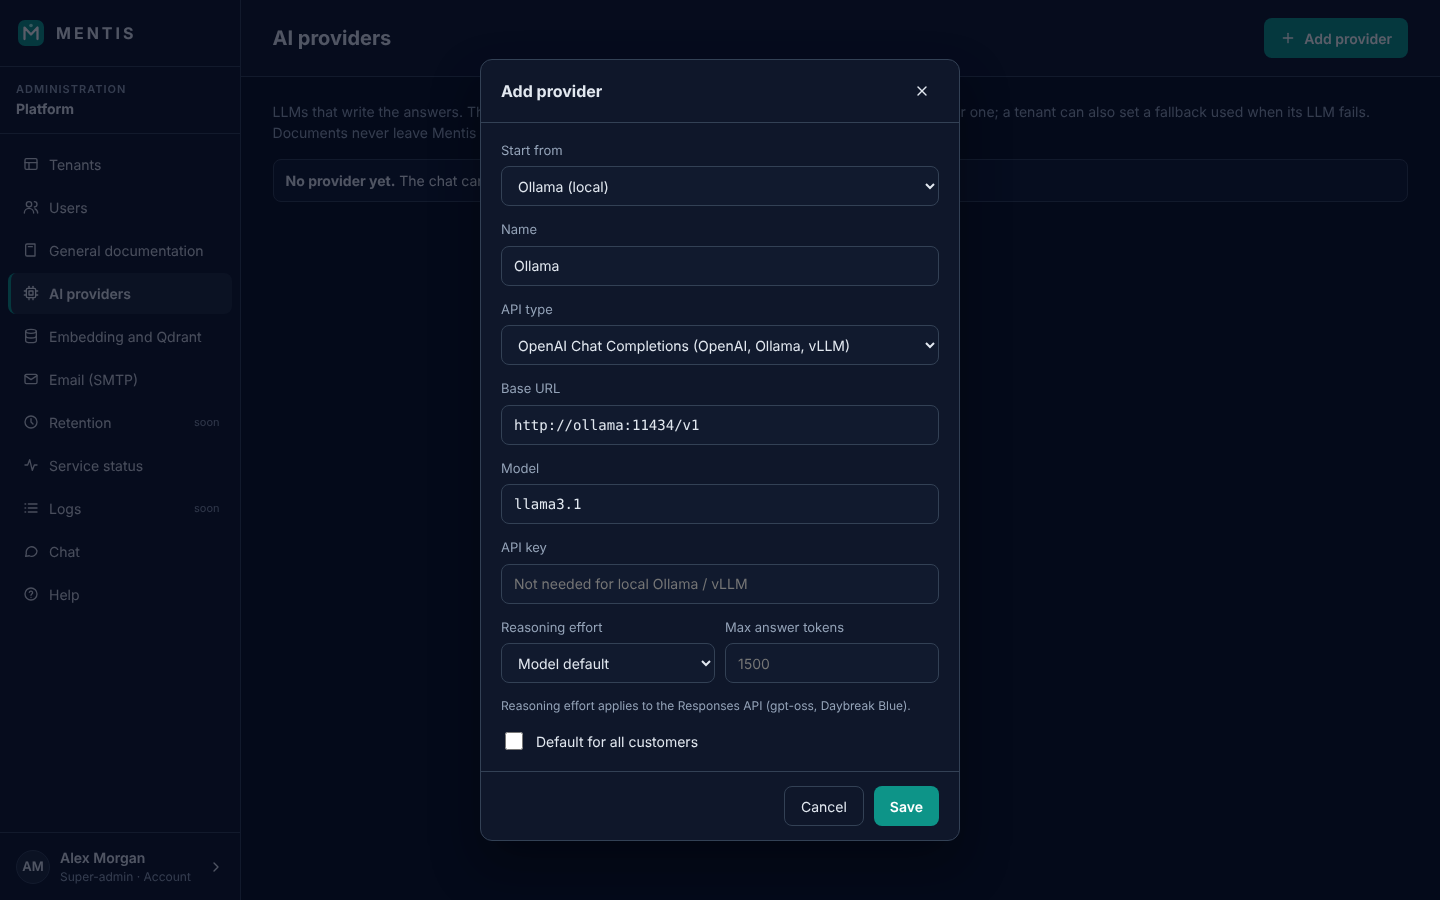 MENTIS
ADMINISTRATION
Platform
Tenants
Users
General documentation
AI providers
Embedding and Qdrant
Email (SMTP)
Retention soon
Service status
Logs soon
Chat
Help
AM
Alex Morgan
Super-admin · Account
AI providers
+ Add provider
LLMs that write the answers. Th
r one; a tenant can also set a fallback used when its LLM fails.
Documents never leave Mentis
No provider yet. The chat can
Add provider
Start from
Ollama (local)
Name
Ollama
API type
OpenAI Chat Completions (OpenAI, Ollama, vLLM)
Base URL
http://ollama:11434/v1
Model
llama3.1
API key
Not needed for local Ollama / vLLM
Reasoning effort Max answer tokens
Model default 1500
Reasoning effort applies to the Responses API (gpt-oss, Daybreak Blue).
Default for all customers
Cancel Save